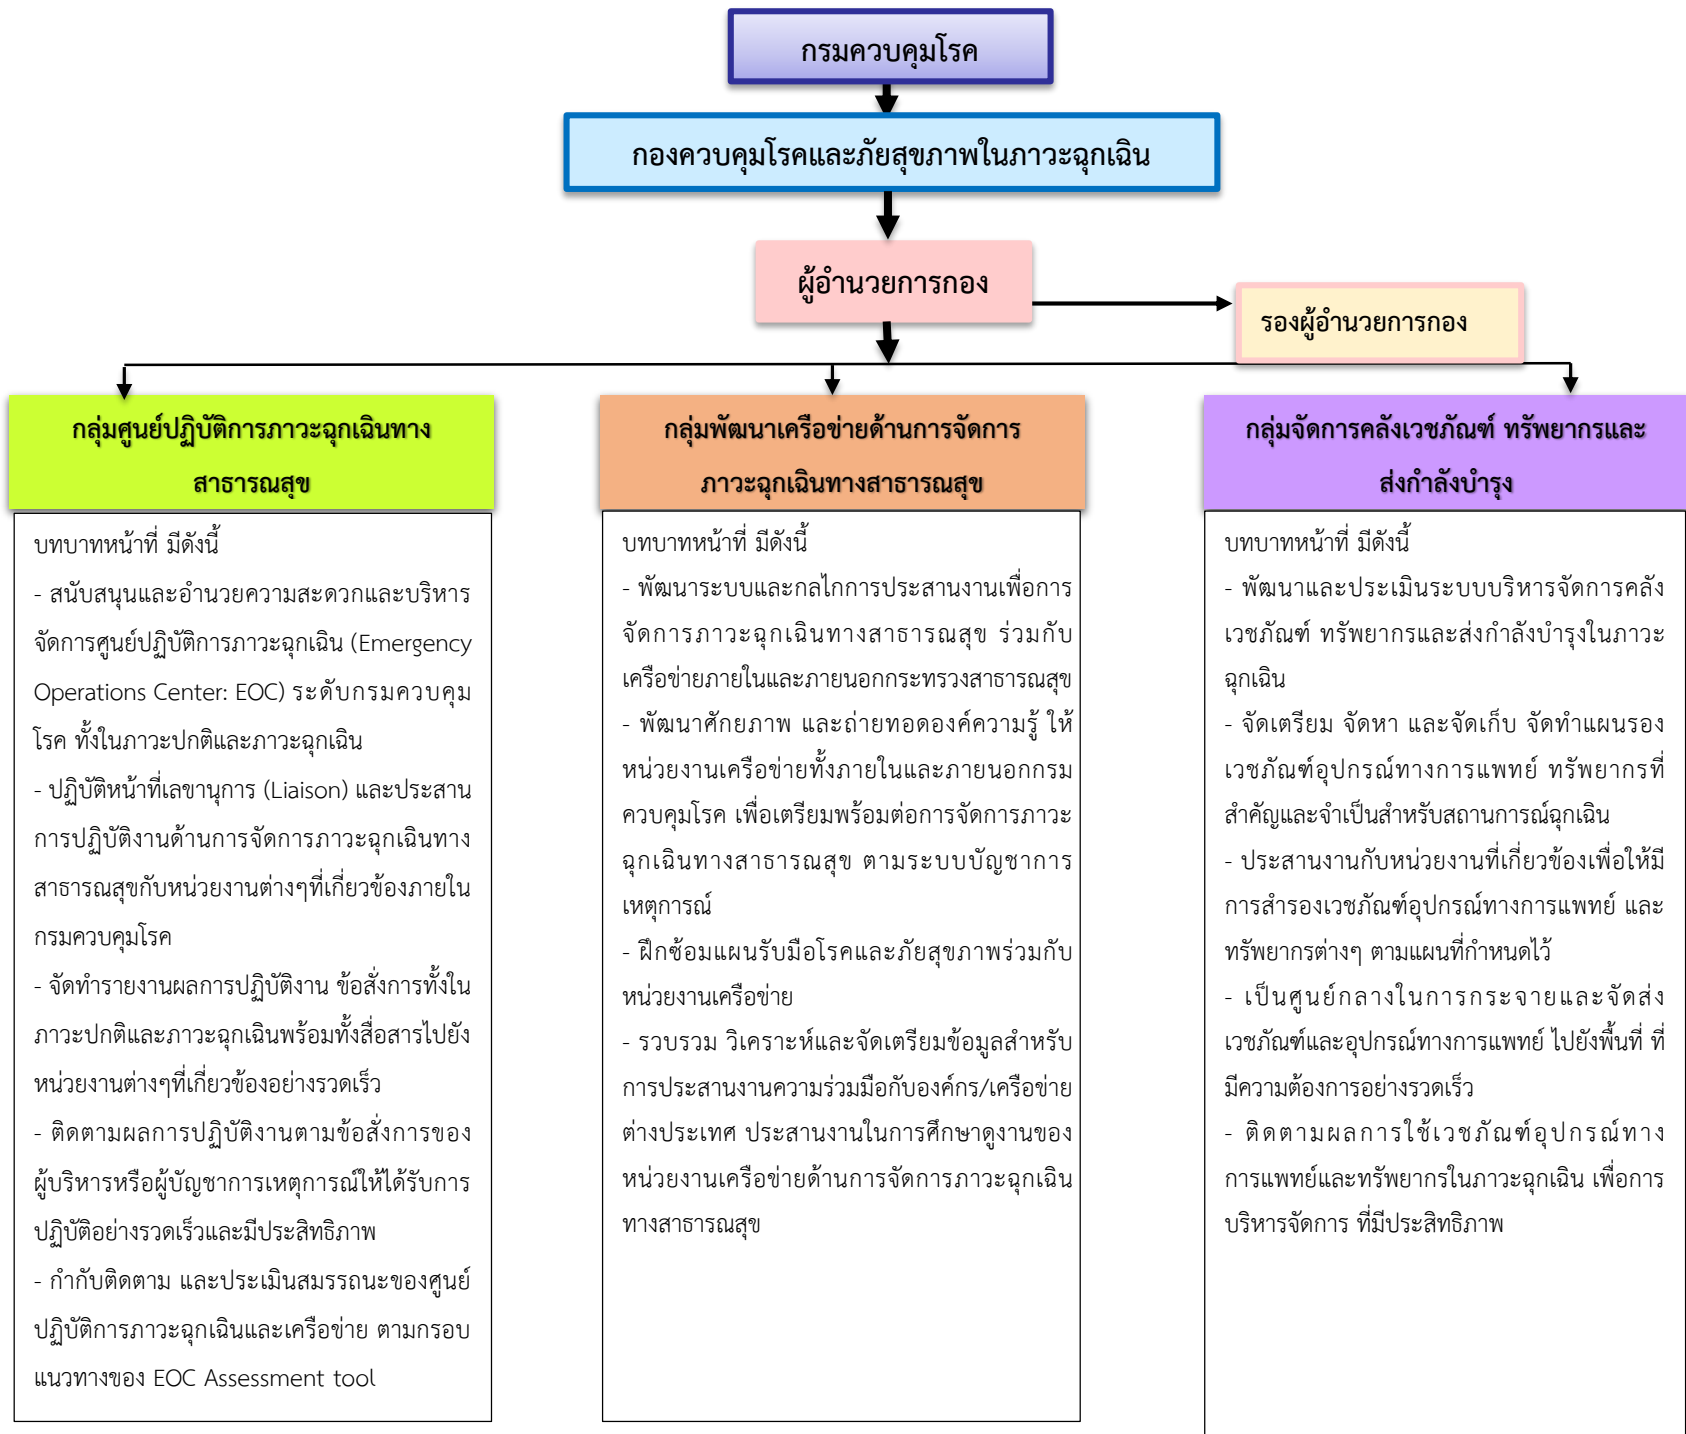 กรมควบคุมโรค
กองควบคุมโรคและภัยสุขภาพในภาวะฉุกเฉิน
ผู้อำนวยการกอง
รองผู้อำนวยการกอง
กลุ่มศูนย์ปฏิบัติการภาวะฉุกเฉินทาง
สาธารณสุข
บทบาทหน้าที่ มีดังนี้
- สนับสนุนและอำนวยความสะดวกและบริหาร
จัดการศูนย์ปฏิบัติการภาวะฉุกเฉิน (Emergency
Operations Center: EOC) ระดับกรมควบคุม
โรค ทั้งในภาวะปกติและภาวะฉุกเฉิน
- ปฏิบัติหน้าที่เลขานุการ (Liaison) และประสาน
การปฏิบัติงานด้านการจัดการภาวะฉุกเฉินทาง
สาธารณสุขกับหน่วยงานต่างๆที่เกี่ยวข้องภายใน
กรมควบคุมโรค
- จัดทำรายงานผลการปฏิบัติงาน ข้อสั่งการทั้งใน
ภาวะปกติและภาวะฉุกเฉินพร้อมทั้งสื่อสารไปยัง
หน่วยงานต่างๆที่เกี่ยวข้องอย่างรวดเร็ว
- ติดตามผลการปฏิบัติงานตามข้อสั่งการของ
ผู้บริหารหรือผู้บัญชาการเหตุการณ์ให้ได้รับการ
ปฏิบัติอย่างรวดเร็วและมีประสิทธิภาพ
- กำกับติดตาม และประเมินสมรรถนะของศูนย์
ปฏิบัติการภาวะฉุกเฉินและเครือข่าย ตามกรอบ
แนวทางของ EOC Assessment tool
กลุ่มพัฒนาเครือข่ายด้านการจัดการ
ภาวะฉุกเฉินทางสาธารณสุข
บทบาทหน้าที่ มีดังนี้
- พัฒนาระบบและกลไกการประสานงานเพื่อการ
จัดการภาวะฉุกเฉินทางสาธารณสุข ร่วมกับ
เครือข่ายภายในและภายนอกกระทรวงสาธารณสุข
- พัฒนาศักยภาพ และถ่ายทอดองค์ความรู้ ให้
หน่วยงานเครือข่ายทั้งภายในและภายนอกกรม
ควบคุมโรค เพื่อเตรียมพร้อมต่อการจัดการภาวะ
ฉุกเฉินทางสาธารณสุข ตามระบบบัญชาการ
เหตุการณ์
- ฝึกซ้อมแผนรับมือโรคและภัยสุขภาพร่วมกับ
หน่วยงานเครือข่าย
- รวบรวม วิเคราะห์และจัดเตรียมข้อมูลสำหรับ
การประสานงานความร่วมมือกับองค์กร/เครือข่าย
ต่างประเทศ ประสานงานในการศึกษาดูงานของ
หน่วยงานเครือข่ายด้านการจัดการภาวะฉุกเฉิน
ทางสาธารณสุข
กลุ่มจัดการคลังเวชภัณฑ์ ทรัพยากรและ
ส่งกำลังบำรุง
บทบาทหน้าที่ มีดังนี้
- พัฒนาและประเมินระบบบริหารจัดการคลัง
เวชภัณฑ์ ทรัพยากรและส่งกำลังบำรุงในภาวะ
ฉุกเฉิน
- จัดเตรียม จัดหา และจัดเก็บ จัดทำแผนรอง
เวชภัณฑ์อุปกรณ์ทางการแพทย์ ทรัพยากรที่
สำคัญและจำเป็นสำหรับสถานการณ์ฉุกเฉิน
- ประสานงานกับหน่วยงานที่เกี่ยวข้องเพื่อให้มี
การสำรองเวชภัณฑ์อุปกรณ์ทางการแพทย์ และ
ทรัพยากรต่างๆ ตามแผนที่กำหนดไว้
- เป็นศูนย์กลางในการกระจายและจัดส่ง
เวชภัณฑ์และอุปกรณ์ทางการแพทย์ ไปยังพื้นที่ ที่
มีความต้องการอย่างรวดเร็ว
- ติดตามผลการใช้เวชภัณฑ์อุปกรณ์ทาง
การแพทย์และทรัพยากรในภาวะฉุกเฉิน เพื่อการ
บริหารจัดการ ที่มีประสิทธิภาพ